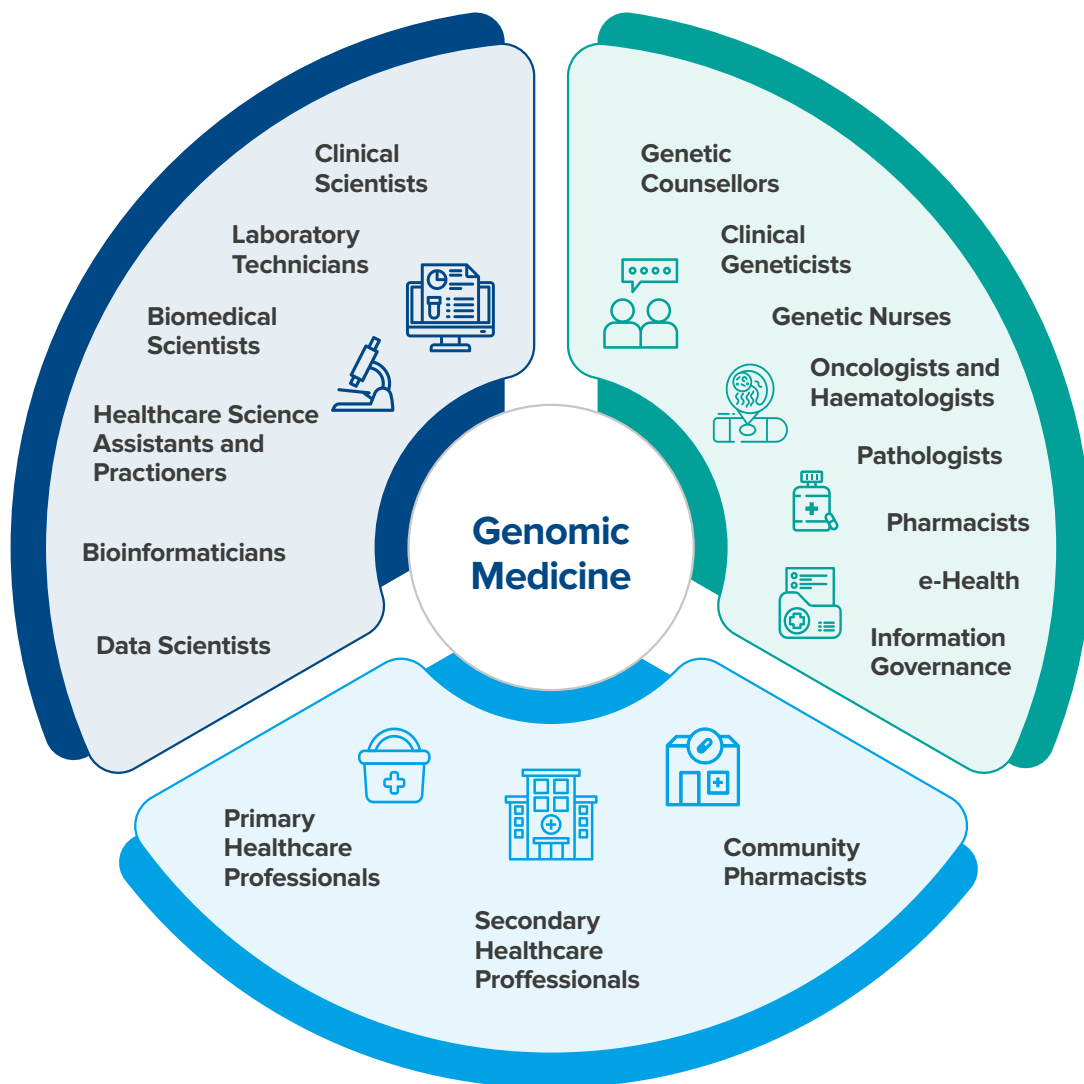 Clinical
Scientists
Laboratory
Technicians
Biomedical
Scientists
Healthcare Science
Assistants and
Practioners
Bioinformaticians
Data Scientists
Genetic
Counsellors
Clinical
Geneticists
Genetic Nurses
Oncologists and
Haematologists
Pathologists
Pharmacists
e-Health
Information
Governance
Genomic
Medicine
Primary
Healthcare
Professionals
Secondary
Healthcare
Proffessionals
Community
Pharmacists